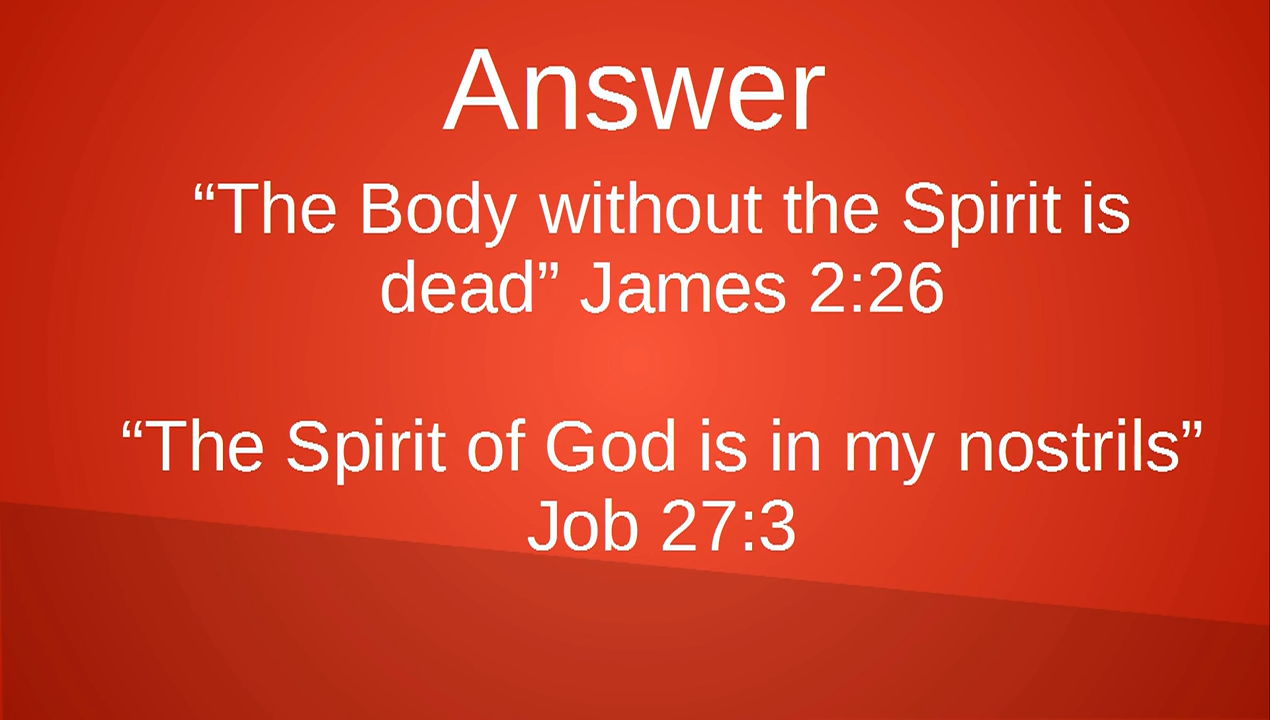 Answer
“The Body without the Spirit is
dead” James 2:26
“The Spirit of God is in my nostrils”
Job 27:3